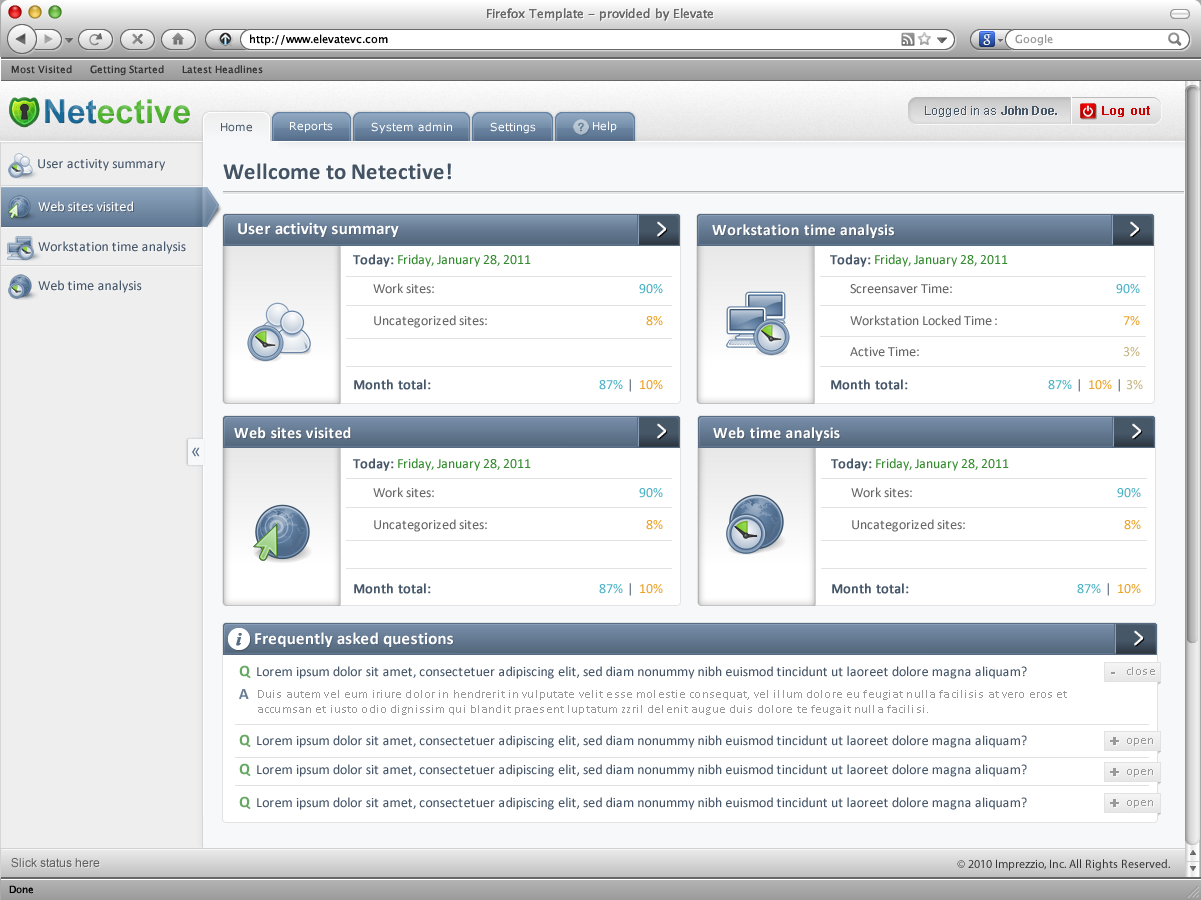 Firefox Template – provided by Elevate
http://www.elevatevc.com
Google
Most Visited Getting Started Latest Headlines
Netective
Home Reports System admin Settings ? Help
Logged in as John Doe. Log out
User activity summary
Web sites visited
Workstation time analysis
Web time analysis
«
Wellcome to Netective!
User activity summary
Today: Friday, January 28, 2011
Work sites: 90%
Uncategorized sites: 8%
Month total: 87% | 10%
Workstation time analysis
Today: Friday, January 28, 2011
Screensaver Time: 90%
Workstation Locked Time : 7%
Active Time: 3%
Month total: 87% | 10% | 3%
Web sites visited
Today: Friday, January 28, 2011
Work sites: 90%
Uncategorized sites: 8%
Month total: 87% | 10%
Web time analysis
Today: Friday, January 28, 2011
Work sites: 90%
Uncategorized sites: 8%
Month total: 87% | 10%
i Frequently asked questions
Q Lorem ipsum dolor sit amet, consectetuer adipiscing elit, sed diam nonummy nibh euismod tincidunt ut laoreet dolore magna aliquam? - close
A Duis autem vel eum iriure dolor in hendrerit in vulputate velit esse molestie consequat, vel illum dolore eu feugiat nulla facilisis at vero eros et
accumsan et iusto odio dignissim qui blandit praesent luptatum zzril delenit augue duis dolore te feugait nulla facilisi.
Q Lorem ipsum dolor sit amet, consectetuer adipiscing elit, sed diam nonummy nibh euismod tincidunt ut laoreet dolore magna aliquam? + open
Q Lorem ipsum dolor sit amet, consectetuer adipiscing elit, sed diam nonummy nibh euismod tincidunt ut laoreet dolore magna aliquam? + open
Q Lorem ipsum dolor sit amet, consectetuer adipiscing elit, sed diam nonummy nibh euismod tincidunt ut laoreet dolore magna aliquam? + open
Slick status here
© 2010 Imprezzio, Inc. All Rights Reserved.
Done